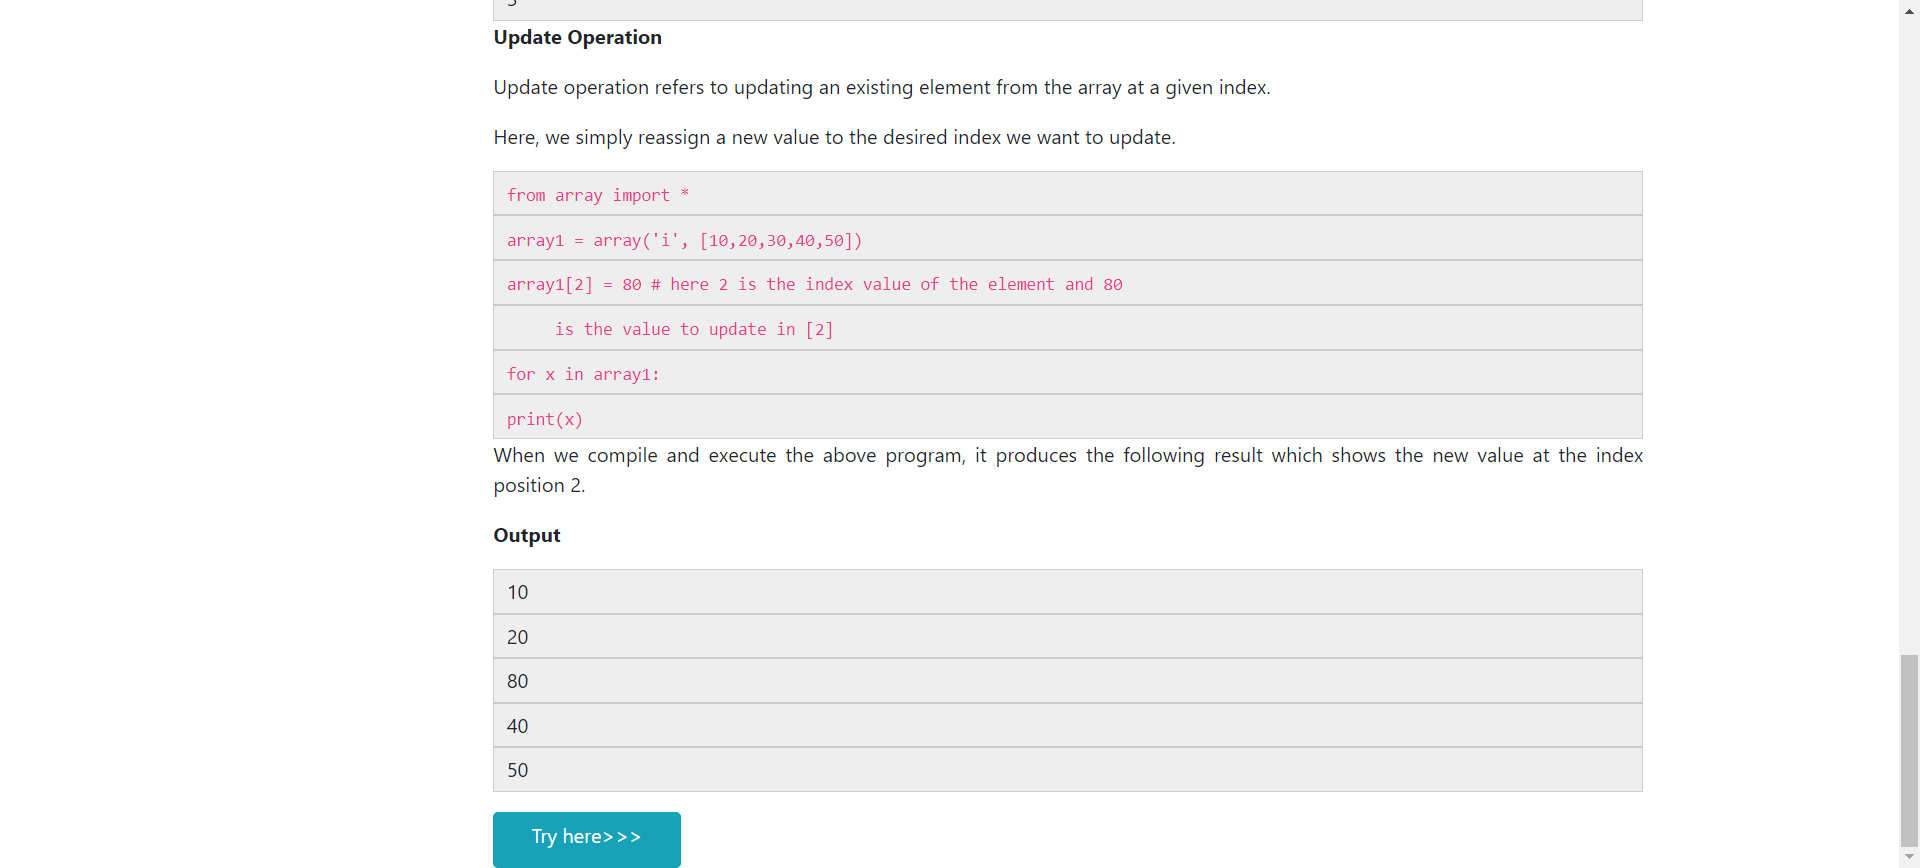 Update Operation
Update operation refers to updating an existing element from the array at a given index.
Here, we simply reassign a new value to the desired index we want to update.
from array import *
array1 = array('i', [10,20,30,40,50])
array1[2] = 80 # here 2 is the index value of the element and 80
is the value to update in [2]
for x in array1:
print(x)
When we compile and execute the above program, it produces the following result which shows the new value at the index
position 2.
Output
10
20
80
40
50
Try here>>>